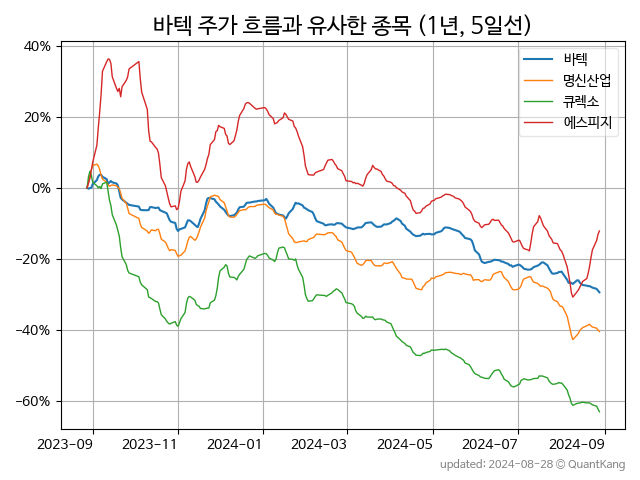 바텍 주가 흐름과 유사한 종목 (1년, 5일선)
바텍
명신산업
큐렉소
에스피지
40%
20%
0%
−20%
−40%
−60%
2023-09 2023-11 2024-01 2024-03 2024-05 2024-07 2024-09
updated: 2024-08-28 © QuantKang